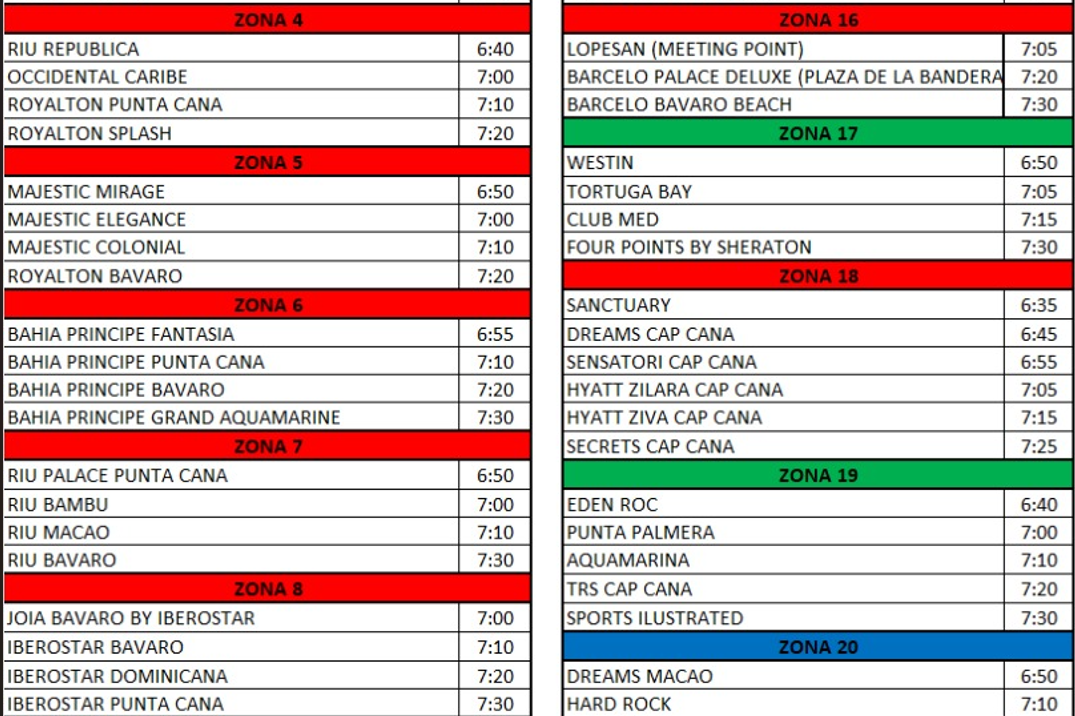 ZONA 4
RIU REPUBLICA 6:40
OCCIDENTAL CARIBE 7:00
ROYALTON PUNTA CANA 7:10
ROYALTON SPLASH 7:20
ZONA 5
MAJESTIC MIRAGE 6:50
MAJESTIC ELEGANCE 7:00
MAJESTIC COLONIAL 7:10
ROYALTON BAVARO 7:20
ZONA 6
BAHIA PRINCIPE FANTASIA 6:55
BAHIA PRINCIPE PUNTA CANA 7:10
BAHIA PRINCIPE BAVARO 7:20
BAHIA PRINCIPE GRAND AQUAMARINE 7:30
ZONA 7
RIU PALACE PUNTA CANA 6:50
RIU BAMBU 7:00
RIU MACAO 7:10
RIU BAVARO 7:30
ZONA 8
JOIA BAVARO BY IBEROSTAR 7:00
IBEROSTAR BAVARO 7:10
IBEROSTAR DOMINICANA 7:20
IBEROSTAR PUNTA CANA 7:30
ZONA 16
LOPESAN (MEETING POINT) 7:05
BARCELO PALACE DELUXE (PLAZA DE LA BANDERA 7:20
BARCELO BAVARO BEACH 7:30
ZONA 17
WESTIN 6:50
TORTUGA BAY 7:05
CLUB MED 7:15
FOUR POINTS BY SHERATON 7:30
ZONA 18
SANCTUARY 6:35
DREAMS CAP CANA 6:45
SENSATORI CAP CANA 6:55
HYATT ZILARA CAP CANA 7:05
HYATT ZIVA CAP CANA 7:15
SECRETS CAP CANA 7:25
ZONA 19
EDEN ROC 6:40
PUNTA PALMERA 7:00
AQUAMARINA 7:10
TRS CAP CANA 7:20
SPORTS ILUSTRATED 7:30
ZONA 20
DREAMS MACAO 6:50
HARD ROCK 7:10